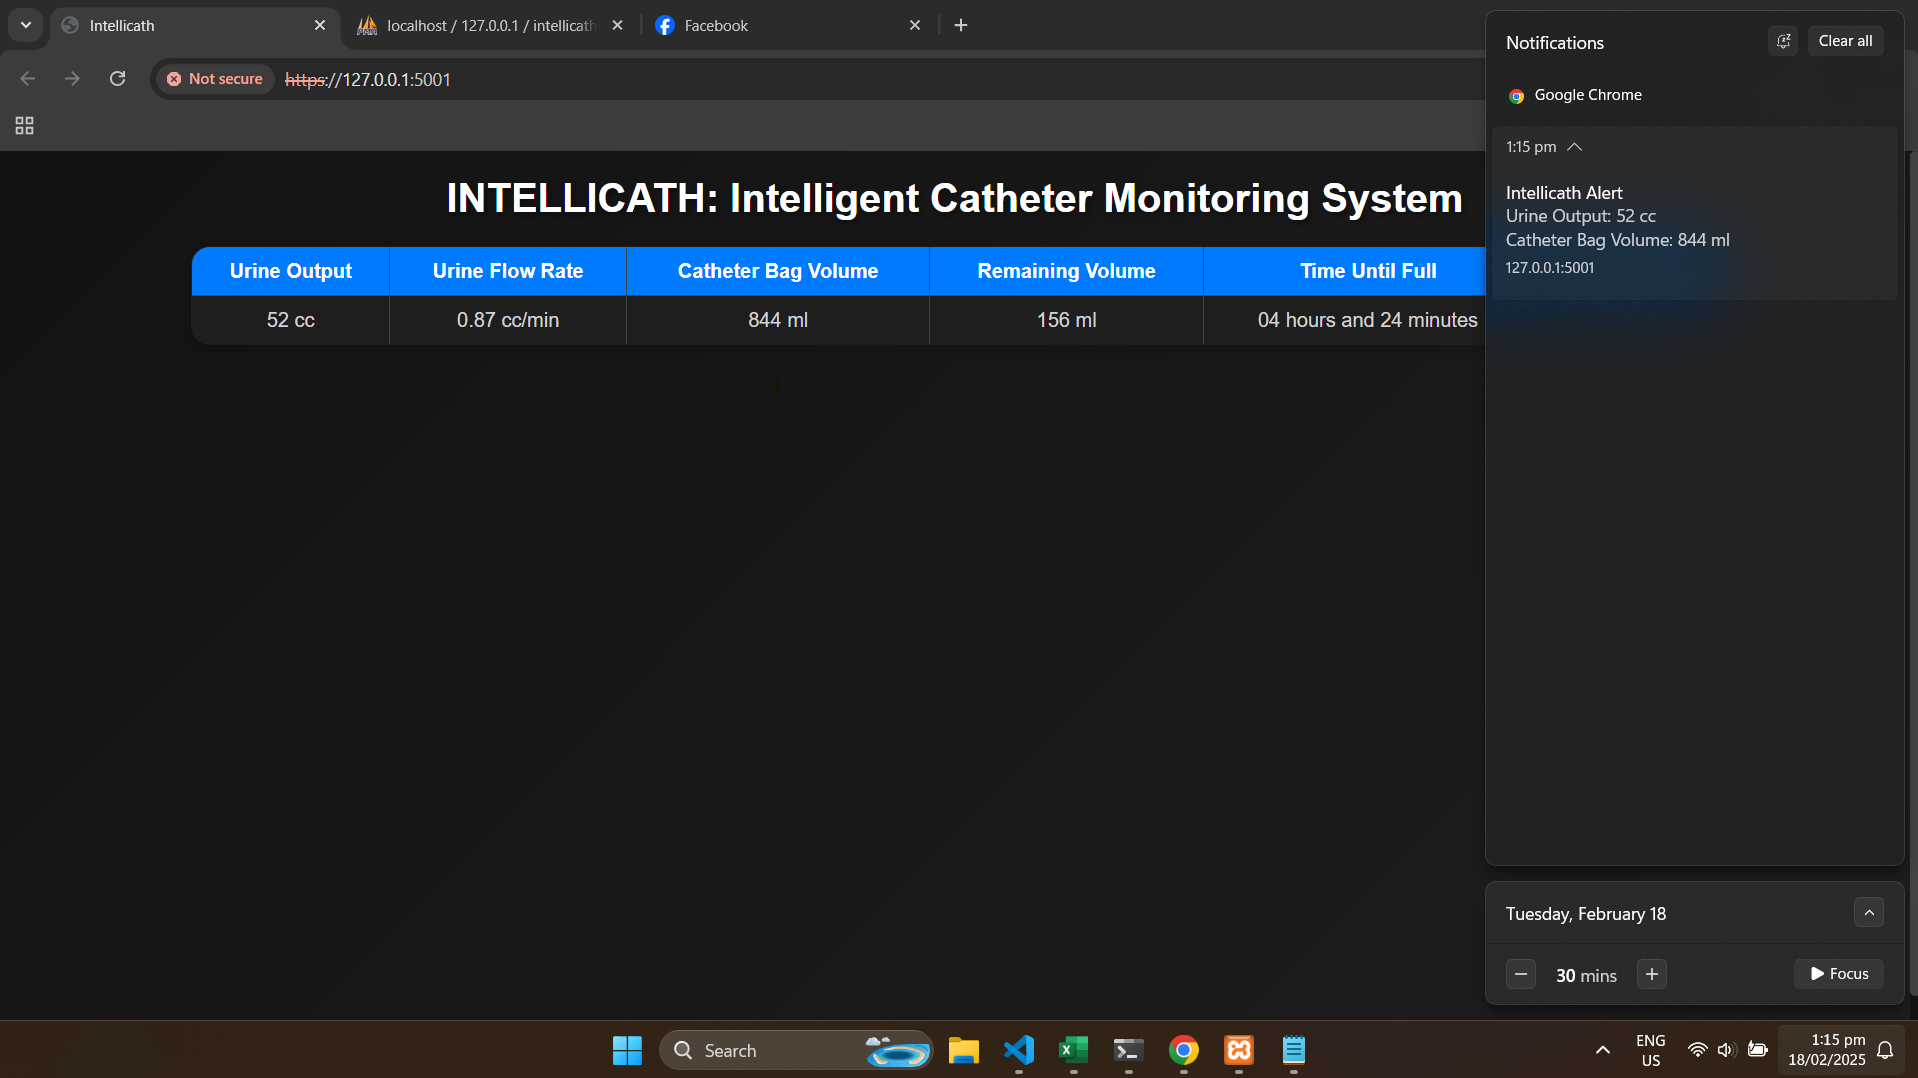 Intellicath
localhost / 127.0.0.1 / intellicath
Facebook
Not secure
https://127.0.0.1:5001
INTELLICATH: Intelligent Catheter Monitoring System
Urine Output Urine Flow Rate Catheter Bag Volume Remaining Volume Time Until Full
52 cc 0.87 cc/min 844 ml 156 ml 04 hours and 24 minutes
Notifications
Clear all
Google Chrome
1:15 pm
Intellicath Alert
Urine Output: 52 cc
Catheter Bag Volume: 844 ml
127.0.0.1:5001
Tuesday, February 18
30 mins
Focus
Search
ENG
US
1:15 pm
18/02/2025